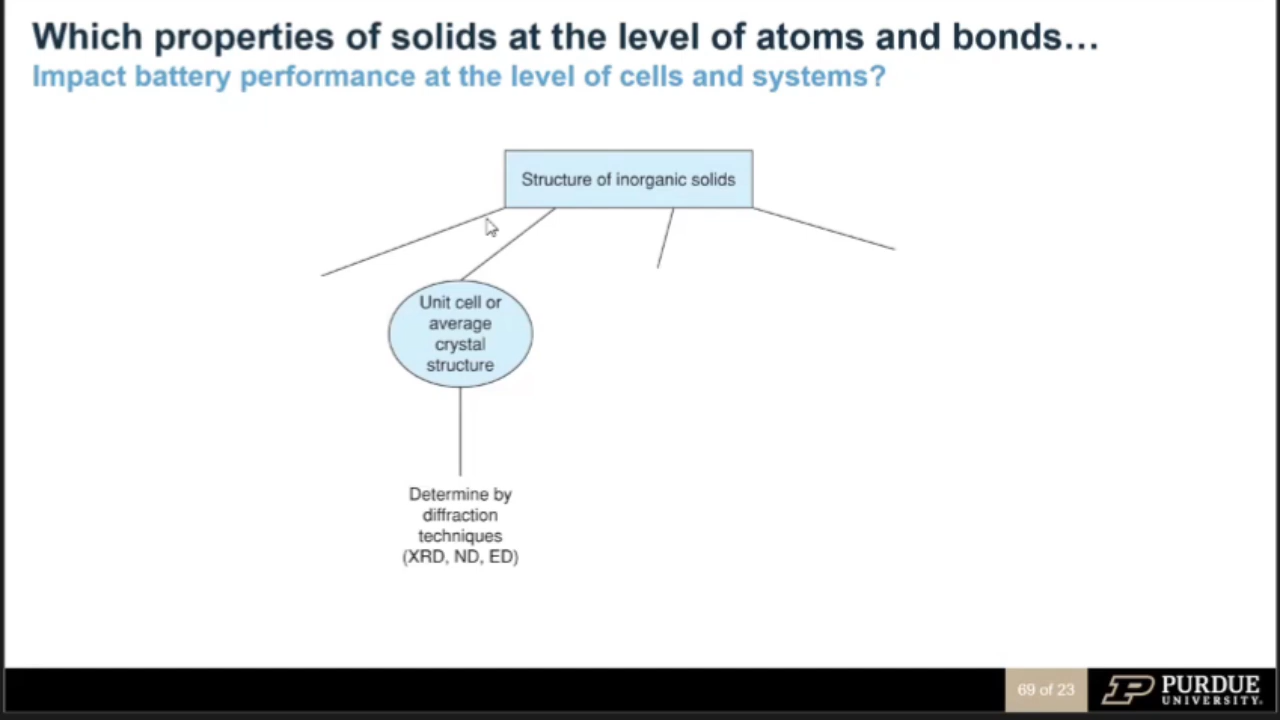 Which properties of solids at the level of atoms and bonds...
Impact battery performance at the level of cells and systems?
Structure of inorganic solids
Unit cell or
average
crystal
structure
Determine by
diffraction
techniques
(XRD, ND, ED)
69 of 23
PURDUE
UNIVERSITY.